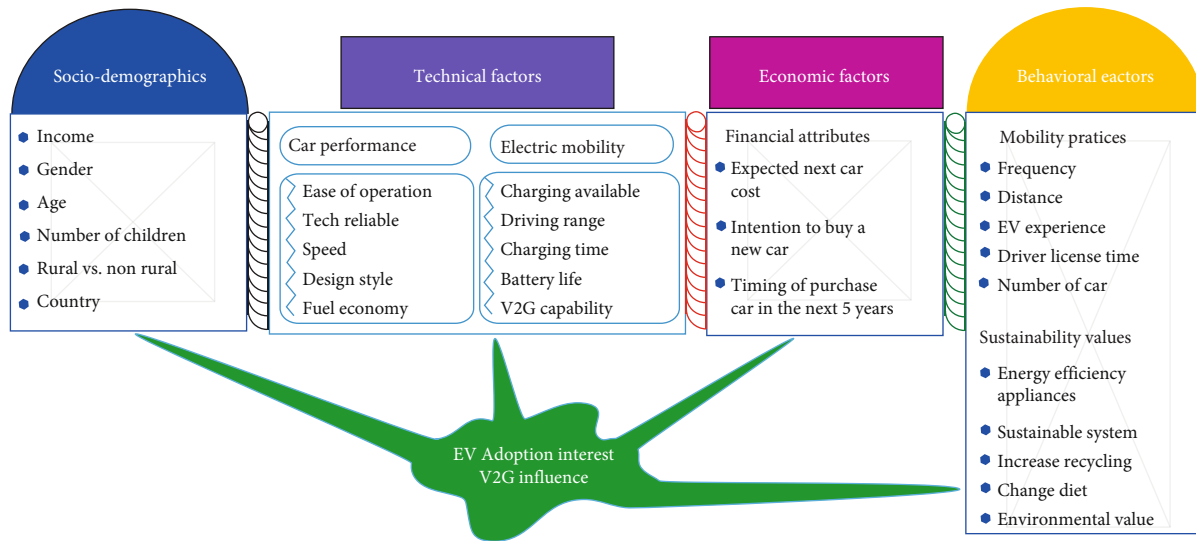 Socio-demographics
Income
Gender
Age
Number of children
Rural vs. non rural
Country
Technical factors
Car performance
Ease of operation
Tech reliable
Speed
Design style
Fuel economy
Electric mobility
Charging available
Driving range
Charging time
Battery life
V2G capability
Economic factors
Financial attributes
Expected next car
cost
Intention to buy
a new car
Timing of purchase
car in the next 5 years
Behavioral eactors
Mobility pratices
Frequency
Distance
EV experience
Driver license time
Number of car
Sustainability values
Energy efficiency
appliances
Sustainable system
Increase recycling
Change diet
Environmental value
EV Adoption interest
V2G influence